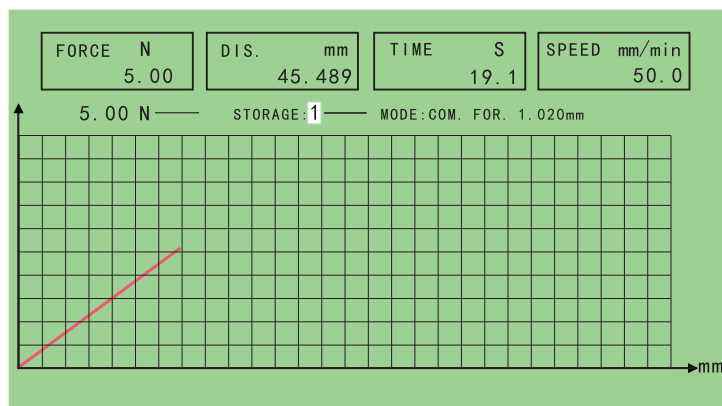 FORCE N DIS. mm TIME S SPEED mm/min
5.00 45.489 19.1 50.0
5.00 N STORAGE:1 MODE:COM. FOR. 1.020mm
mm